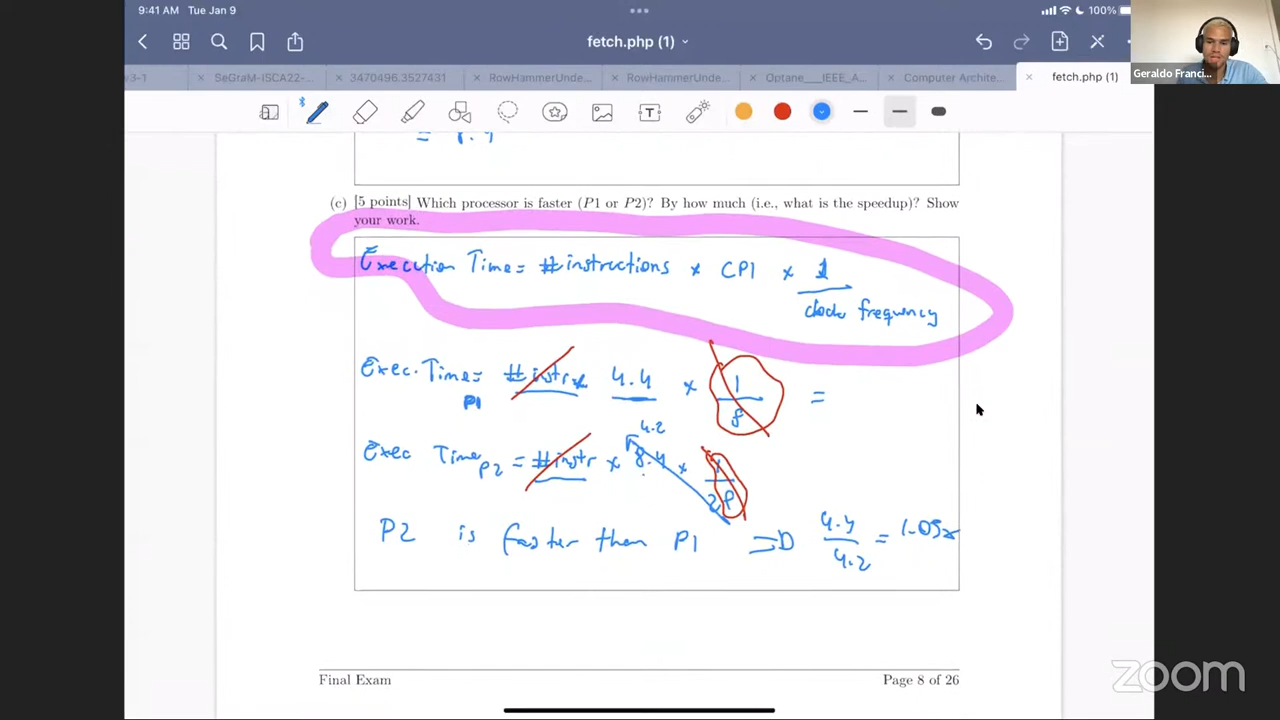 9:41 AM Tue Jan 9
100%
fetch.php (1)
3-1
SeGraM-ISCA22-...
3470496.3527431
RowHammerUnde...
RowHammerUnde...
Optane___IEEE_A...
Computer Archite...
fetch.php (1)
Geraldo Franci...
= 8.4
(c) [5 points] Which processor is faster (P1 or P2)? By how much (i.e., what is the speedup)? Show
your work.
Execution Time = #instructions * CPI * 1
clock frequency
Exec. Time P1 = #instr * 4.4 * 1/f =
4.2
Exec Time P2 = #instr * 8.4 * 1/2f
P2 is faster than P1 => 4.4/4.2 = 1.05x
Final Exam
Page 8 of 26
zoom